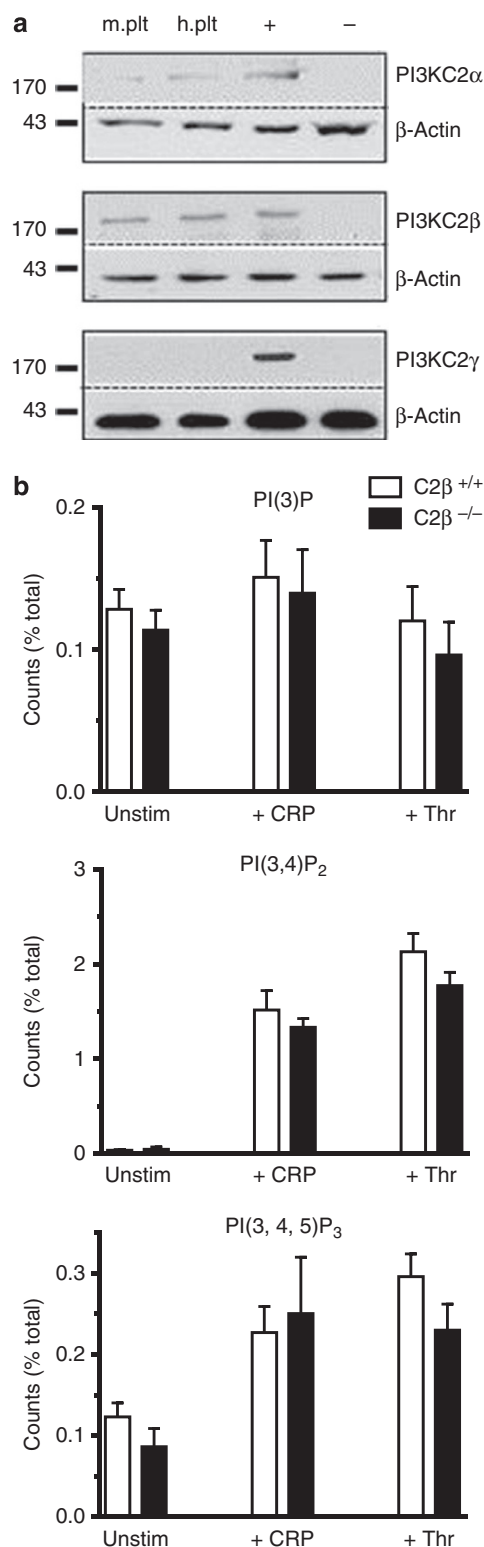 a
m.plt h.plt + –
170 PI3KC2α
43 β-Actin
170 PI3KC2β
43 β-Actin
170 PI3KC2γ
43 β-Actin
b
C2β +/+
C2β –/–
PI(3)P
Counts (% total)
0.2
0.1
0.0
Unstim + CRP + Thr
PI(3,4)P2
Counts (% total)
3
2
1
0
Unstim + CRP + Thr
PI(3, 4, 5)P3
Counts (% total)
0.3
0.2
0.1
0.0
Unstim + CRP + Thr